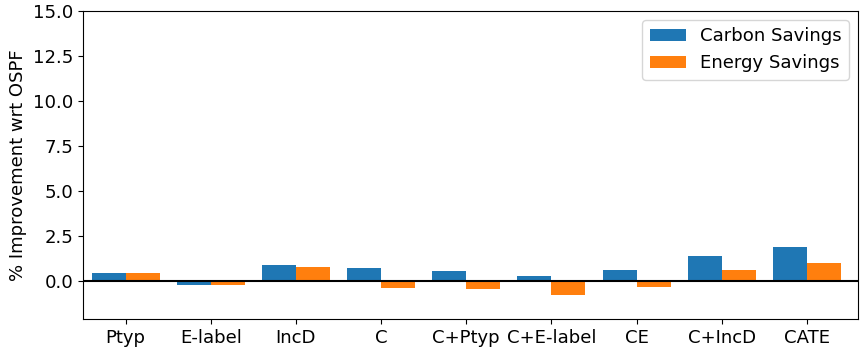 % Improvement wrt OSPF
15.0
12.5
10.0
7.5
5.0
2.5
0.0
Carbon Savings
Energy Savings
Ptyp E-label IncD C C+Ptyp C+E-label CE C+IncD CATE